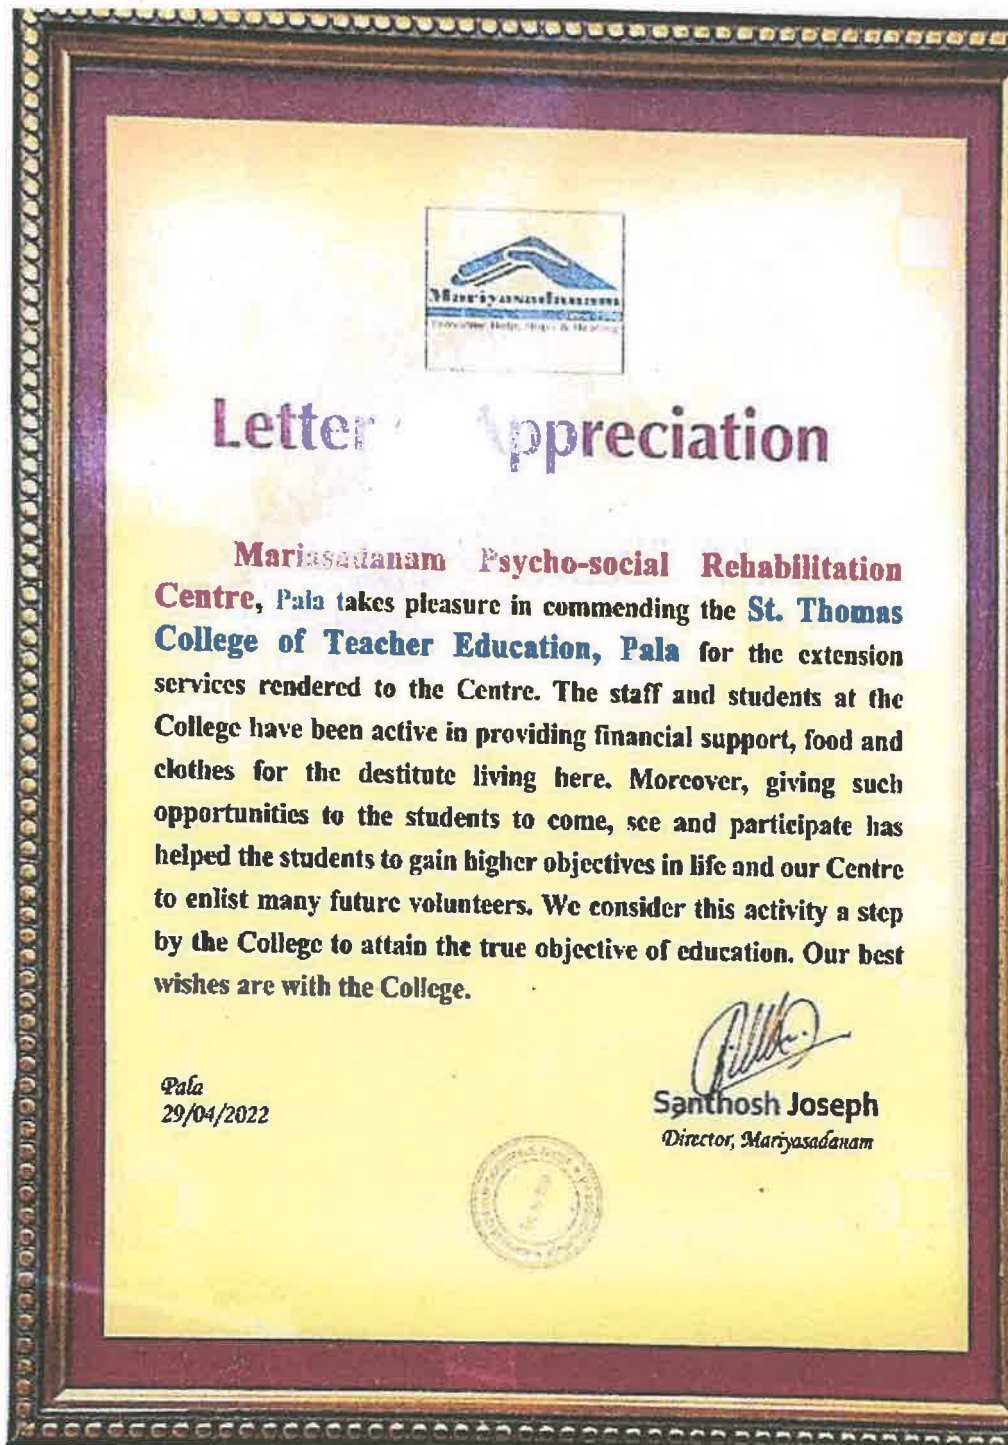 Mariyasadanam
Letter Appreciation
Mariasadanam Psycho-social Rehabilitation
Centre, Pala takes pleasure in commending the St. Thomas
College of Teacher Education, Pala for the extension
services rendered to the Centre. The staff and students at the
College have been active in providing financial support, food and
clothes for the destitute living here. Moreover, giving such
opportunities to the students to come, see and participate has
helped the students to gain higher objectives in life and our Centre
to enlist many future volunteers. We consider this activity a step
by the College to attain the true objective of education. Our best
wishes are with the College.
Pala
29/04/2022
Santhosh Joseph
Director, Mariyasadanam